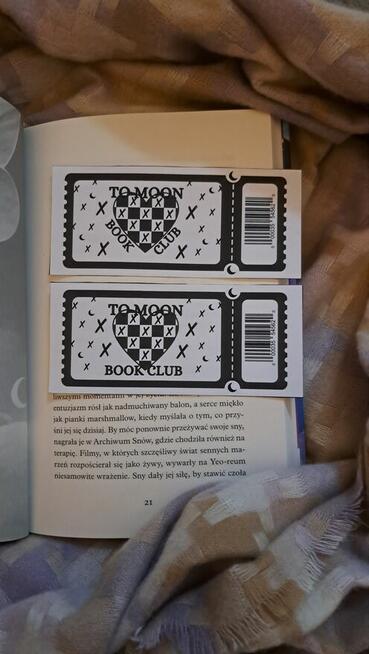 TO MOON
BOOK CLUB
TO MOON
BOOK CLUB
entuzjazm rósł jak nadmuchiwany balon, a serce miękło
jak pianki marshmallow, kiedy myślała o tym, co przy-
śni jej się dzisiaj. By móc ponownie przeżywać swoje sny,
nagrała je w Archiwum Snów, gdzie chodziła również na
terapię. Filmy, w których szczęśliwy świat sennych ma-
rzeń rozpościerał się jako żywy, wywarły na Yeo-reum
niesamowite wrażenie. Sny dały jej siłę, by stawić czoła
21